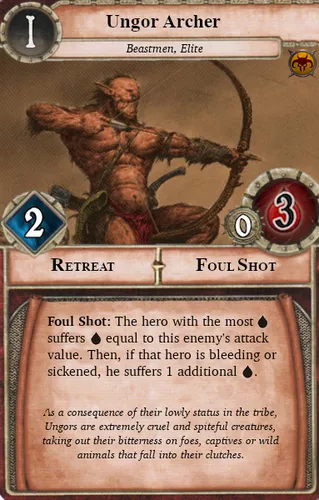 I
Ungor Archer
Beastmen, Elite
2
0
3
RETREAT
FOUL SHOT
Foul Shot: The hero with the most
suffers equal to this enemy's attack
value. Then, if that hero is bleeding or
sickened, he suffers 1 additional .
As a consequence of their lowly status in the tribe,
Ungors are extremely cruel and spiteful creatures,
taking out their bitterness on foes, captives or wild
animals that fall into their clutches.